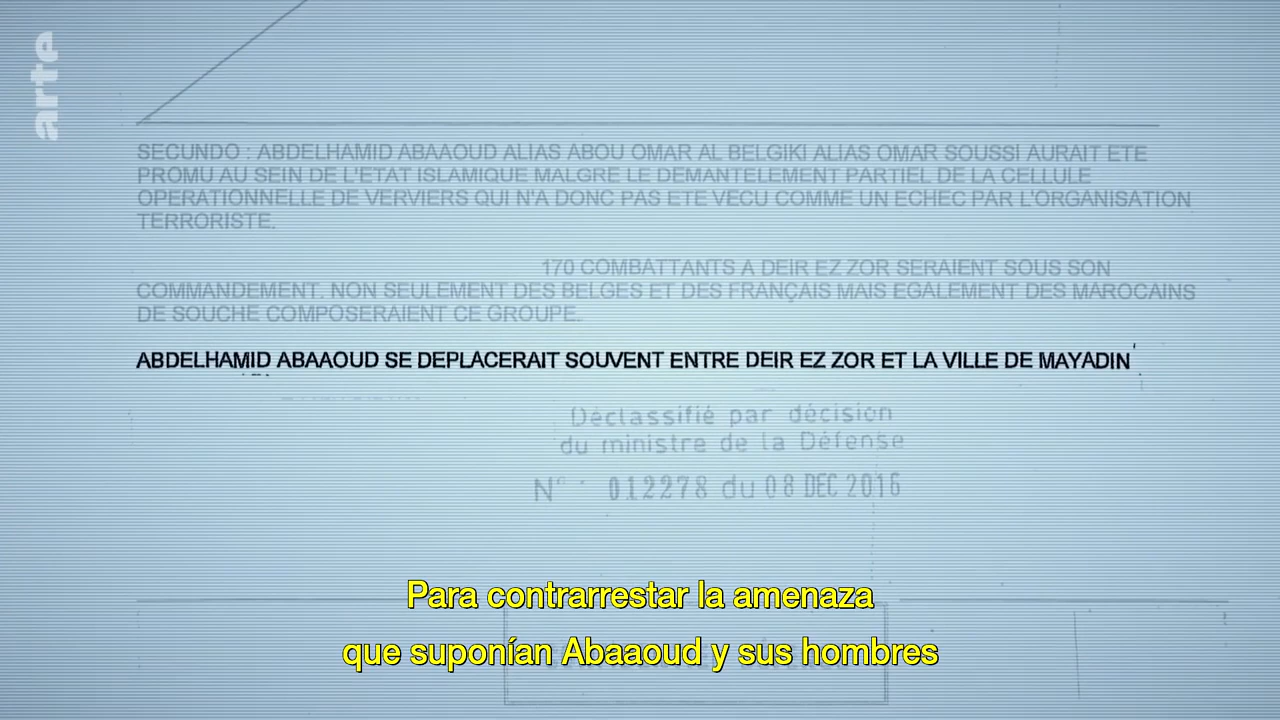 arte
SECUNDO : ABDELHAMID ABAAOUD ALIAS ABOU OMAR AL BELGIKI ALIAS OMAR SOUSSI AURAIT ETE
PROMU AU SEIN DE L'ETAT ISLAMIQUE MALGRE LE DEMANTELEMENT PARTIEL DE LA CELLULE
OPERATIONNELLE DE VERVIERS QUI N'A DONC PAS ETE VECU COMME UN ECHEC PAR L'ORGANISATION
TERRORISTE.
170 COMBATTANTS A DEIR EZ ZOR SERAIENT SOUS SON
COMMANDEMENT. NON SEULEMENT DES BELGES ET DES FRANÇAIS MAIS EGALEMENT DES MAROCAINS
DE SOUCHE COMPOSERAIENT CE GROUPE.
ABDELHAMID ABAAOUD SE DEPLACERAIT SOUVENT ENTRE DEIR EZ ZOR ET LA VILLE DE MAYADIN
Déclassifié par décision
du ministre de la Défense
N° : 012278 du 08 DEC 2016
Para contrarrestar la amenaza
que suponían Abaaoud y sus hombres